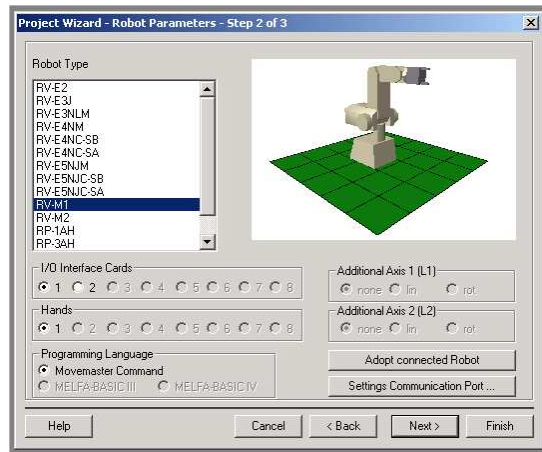 Project Wizard - Robot Parameters - Step 2 of 3
Robot Type
RV-E2
RV-E3J
RV-E3NLM
RV-E4NM
RV-E4NC-SB
RV-E4NC-SA
RV-E5NJM
RV-E5NJC-SB
RV-E5NJC-SA
RV-M1
RV-M2
RP-1AH
RP-3AH
I/O Interface Cards
1 2 3 4 5 6 7 8
Hands
1 2 3 4 5 6 7 8
Programming Language
Movemaster Command
MELFA-BASIC III MELFA-BASIC IV
Additional Axis 1 (L1)
none lin rot
Additional Axis 2 (L2)
none lin rot
Adopt connected Robot
Settings Communication Port ...
Help Cancel < Back Next > Finish